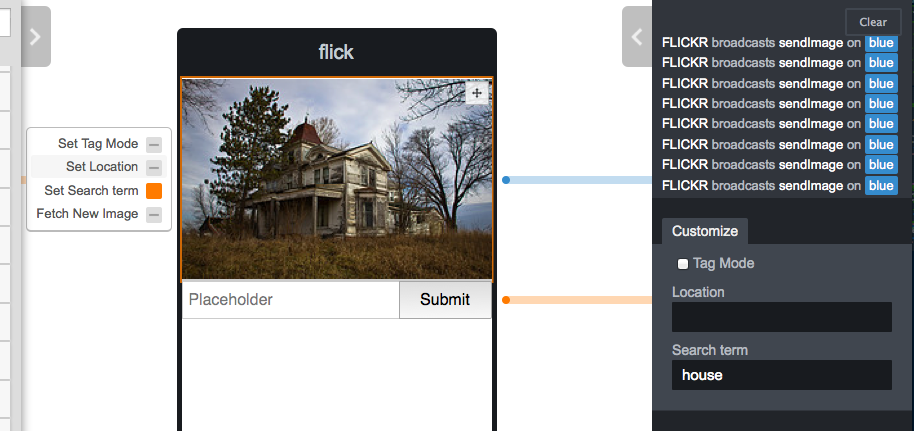 Clear
FLICKR broadcasts sendImage on blue
FLICKR broadcasts sendImage on blue
FLICKR broadcasts sendImage on blue
FLICKR broadcasts sendImage on blue
FLICKR broadcasts sendImage on blue
FLICKR broadcasts sendImage on blue
FLICKR broadcasts sendImage on blue
FLICKR broadcasts sendImage on blue
flick
Set Tag Mode
Set Location
Set Search term
Fetch New Image
Placeholder Submit
Customize
Tag Mode
Location
Search term
house